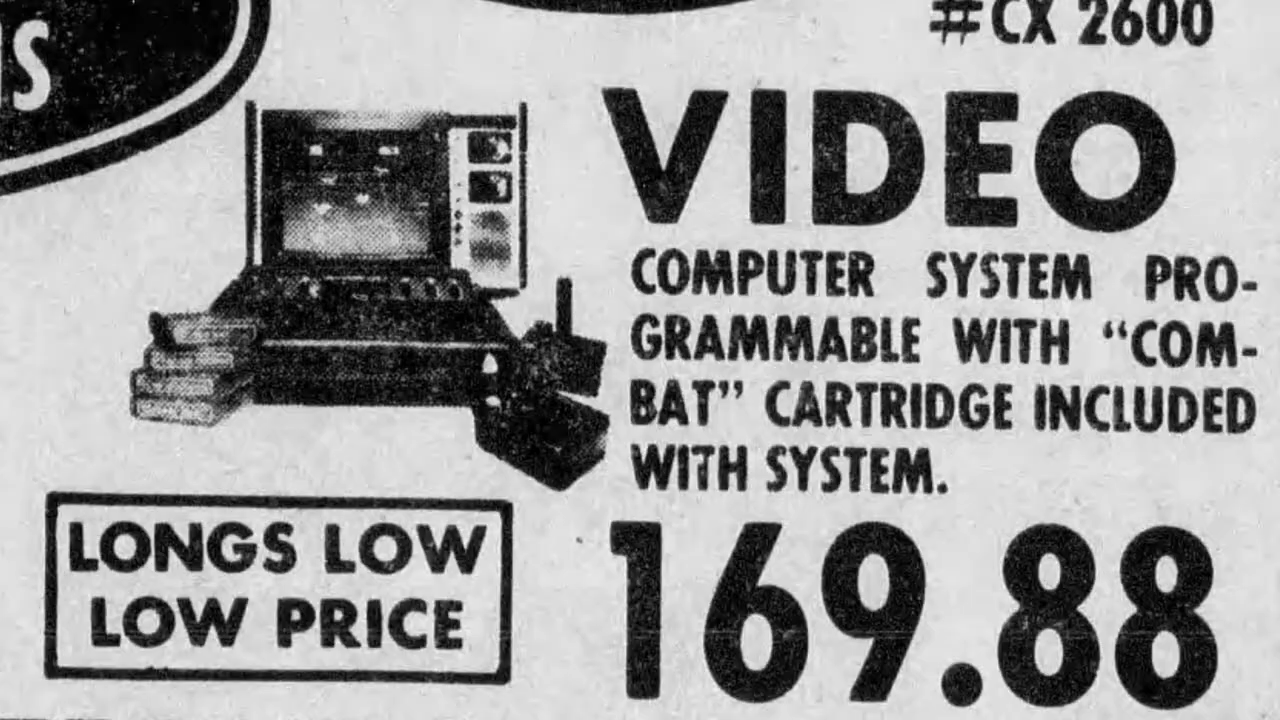 #CX 2600
VIDEO
COMPUTER SYSTEM PRO-
GRAMMABLE WITH "COM-
BAT" CARTRIDGE INCLUDED
WITH SYSTEM.
LONGS LOW
LOW PRICE
169.88